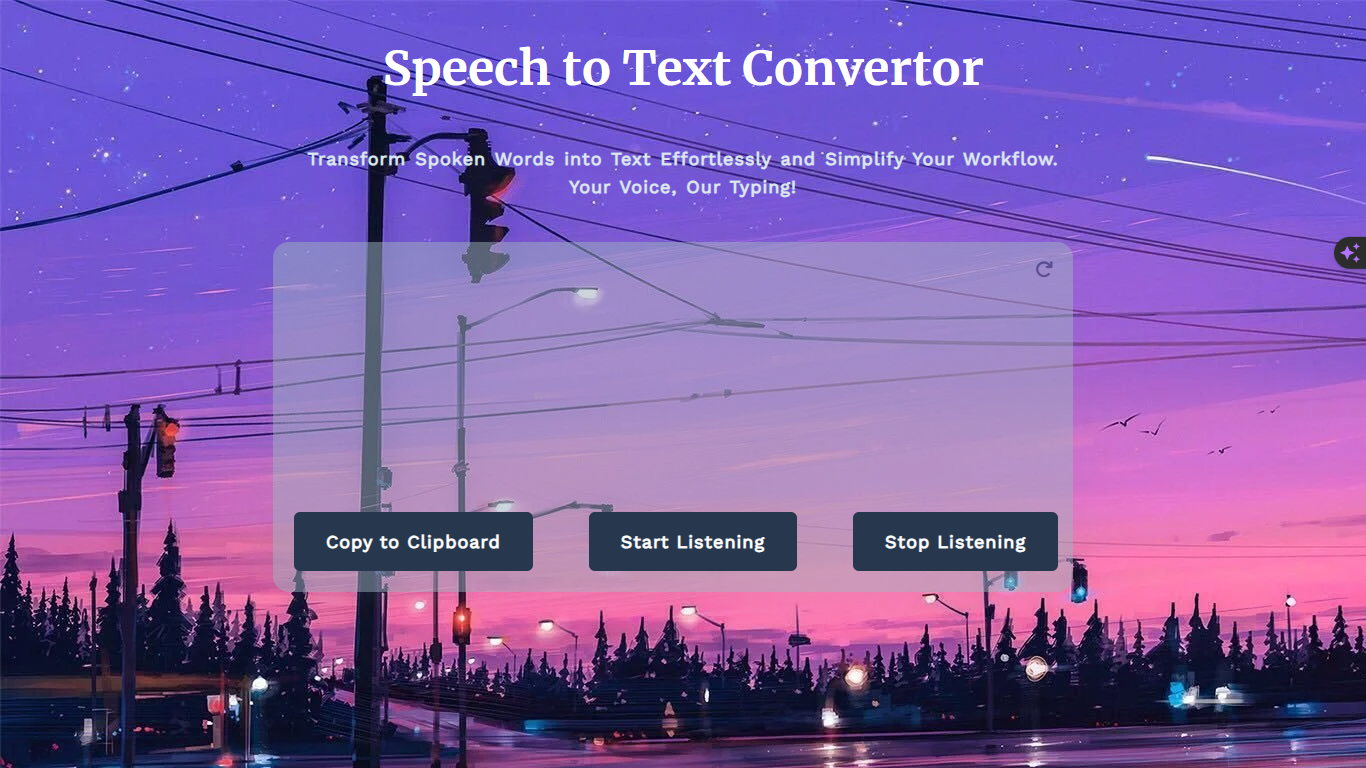 Speech to Text Convertor
Transform Spoken Words into Text Effortlessly and Simplify Your Workflow.
Your Voice, Our Typing!
Copy to Clipboard
Start Listening
Stop Listening